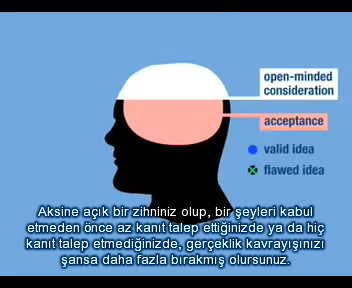 open-minded
consideration
acceptance
valid idea
flawed idea
Aksine açık bir zihniniz olup, bir şeyleri kabul
etmeden önce az kanıt talep ettiğinizde ya da hiç
kanıt talep etmediğinizde, gerçeklik kavrayışınızı
şansa daha fazla bırakmış olursunuz.